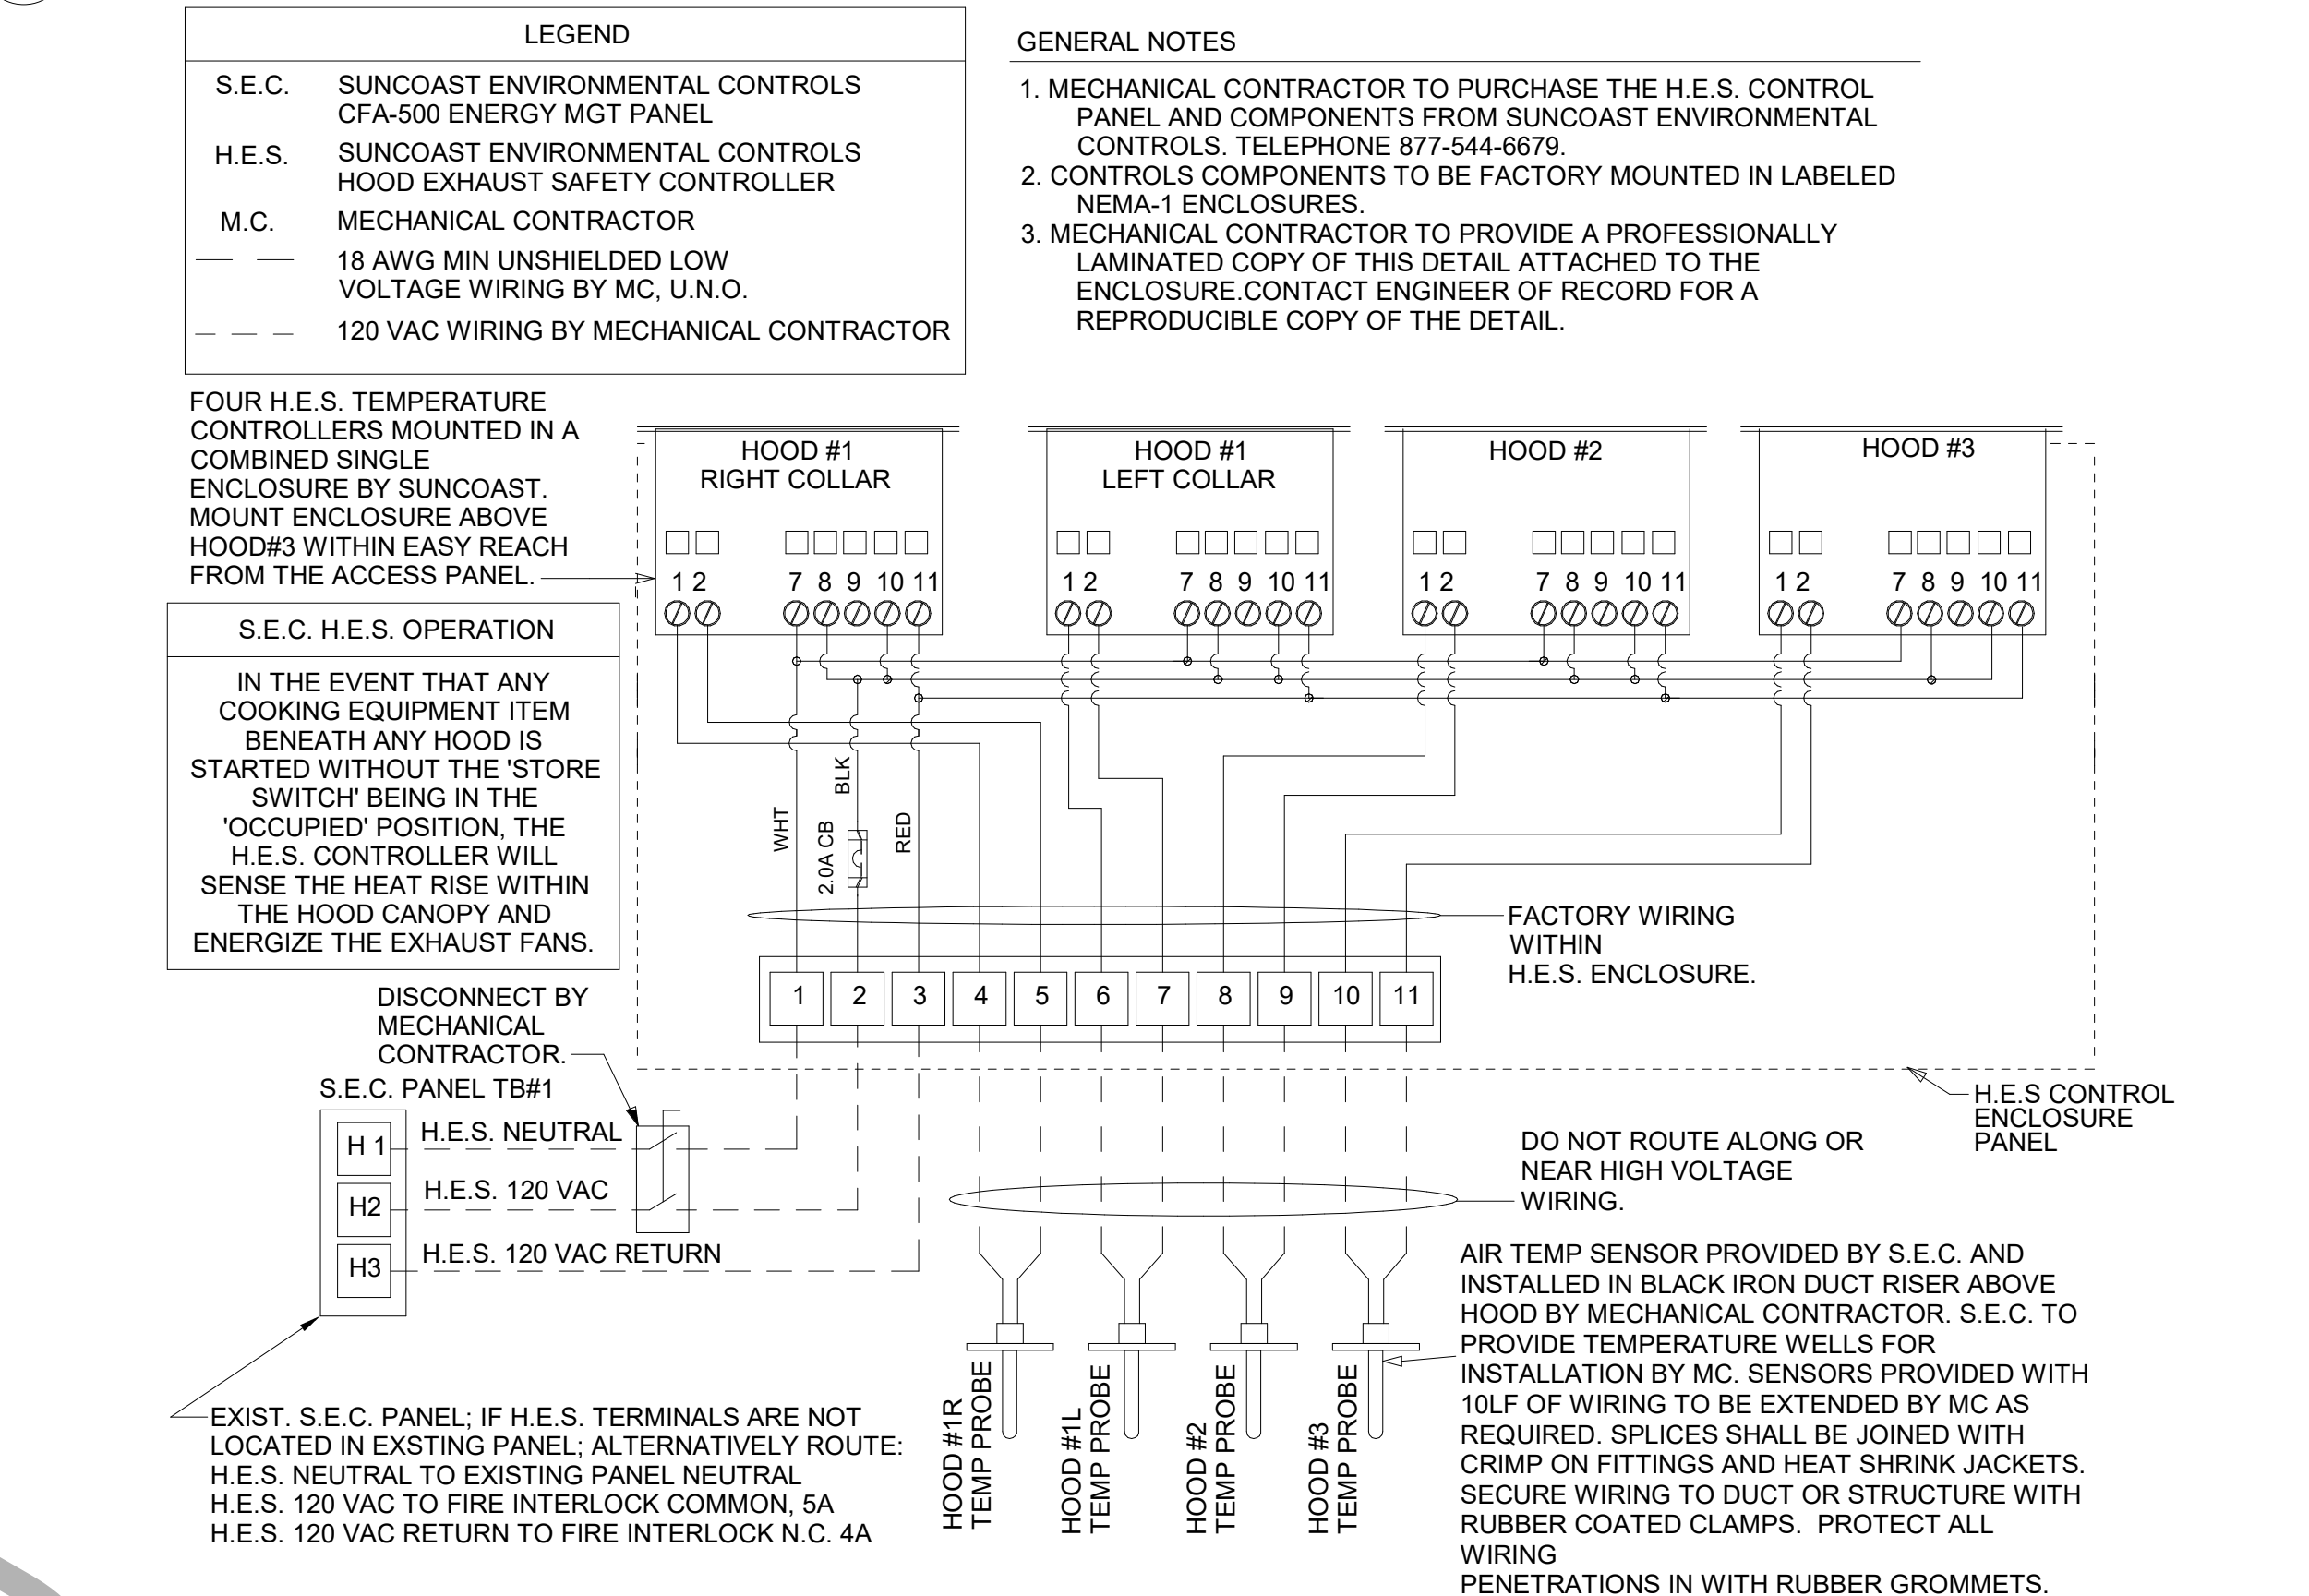 LEGEND
S.E.C. SUNCOAST ENVIRONMENTAL CONTROLS
CFA-500 ENERGY MGT PANEL
H.E.S. SUNCOAST ENVIRONMENTAL CONTROLS
HOOD EXHAUST SAFETY CONTROLLER
M.C. MECHANICAL CONTRACTOR
18 AWG MIN UNSHIELDED LOW
VOLTAGE WIRING BY MC, U.N.O.
120 VAC WIRING BY MECHANICAL CONTRACTOR
GENERAL NOTES
1. MECHANICAL CONTRACTOR TO PURCHASE THE H.E.S. CONTROL
PANEL AND COMPONENTS FROM SUNCOAST ENVIRONMENTAL
CONTROLS. TELEPHONE 877-544-6679.
2. CONTROLS COMPONENTS TO BE FACTORY MOUNTED IN LABELED
NEMA-1 ENCLOSURES.
3. MECHANICAL CONTRACTOR TO PROVIDE A PROFESSIONALLY
LAMINATED COPY OF THIS DETAIL ATTACHED TO THE
ENCLOSURE.CONTACT ENGINEER OF RECORD FOR A
REPRODUCIBLE COPY OF THE DETAIL.
FOUR H.E.S. TEMPERATURE
CONTROLLERS MOUNTED IN A
COMBINED SINGLE
ENCLOSURE BY SUNCOAST.
MOUNT ENCLOSURE ABOVE
HOOD#3 WITHIN EASY REACH
FROM THE ACCESS PANEL.
HOOD #1
RIGHT COLLAR
1 2 7 8 9 10 11
HOOD #1
LEFT COLLAR
1 2 7 8 9 10 11
HOOD #2
1 2 7 8 9 10 11
HOOD #3
1 2 7 8 9 10 11
S.E.C. H.E.S. OPERATION
IN THE EVENT THAT ANY
COOKING EQUIPMENT ITEM
BENEATH ANY HOOD IS
STARTED WITHOUT THE 'STORE
SWITCH' BEING IN THE
'OCCUPIED' POSITION, THE
H.E.S. CONTROLLER WILL
SENSE THE HEAT RISE WITHIN
THE HOOD CANOPY AND
ENERGIZE THE EXHAUST FANS.
WHT
2.0A CB
BLK
RED
FACTORY WIRING
WITHIN
H.E.S. ENCLOSURE.
1 2 3 4 5 6 7 8 9 10 11
DISCONNECT BY
MECHANICAL
CONTRACTOR.
S.E.C. PANEL TB#1
H 1 H.E.S. NEUTRAL
H2 H.E.S. 120 VAC
H3 H.E.S. 120 VAC RETURN
H.E.S CONTROL
ENCLOSURE
PANEL
DO NOT ROUTE ALONG OR
NEAR HIGH VOLTAGE
WIRING.
AIR TEMP SENSOR PROVIDED BY S.E.C. AND
INSTALLED IN BLACK IRON DUCT RISER ABOVE
HOOD BY MECHANICAL CONTRACTOR. S.E.C. TO
PROVIDE TEMPERATURE WELLS FOR
INSTALLATION BY MC. SENSORS PROVIDED WITH
10LF OF WIRING TO BE EXTENDED BY MC AS
REQUIRED. SPLICES SHALL BE JOINED WITH
CRIMP ON FITTINGS AND HEAT SHRINK JACKETS.
SECURE WIRING TO DUCT OR STRUCTURE WITH
RUBBER COATED CLAMPS. PROTECT ALL
WIRING
PENETRATIONS IN WITH RUBBER GROMMETS.
EXIST. S.E.C. PANEL; IF H.E.S. TERMINALS ARE NOT
LOCATED IN EXSTING PANEL; ALTERNATIVELY ROUTE:
H.E.S. NEUTRAL TO EXISTING PANEL NEUTRAL
H.E.S. 120 VAC TO FIRE INTERLOCK COMMON, 5A
H.E.S. 120 VAC RETURN TO FIRE INTERLOCK N.C. 4A
HOOD #1R
TEMP PROBE
HOOD #1L
TEMP PROBE
HOOD #2
TEMP PROBE
HOOD #3
TEMP PROBE